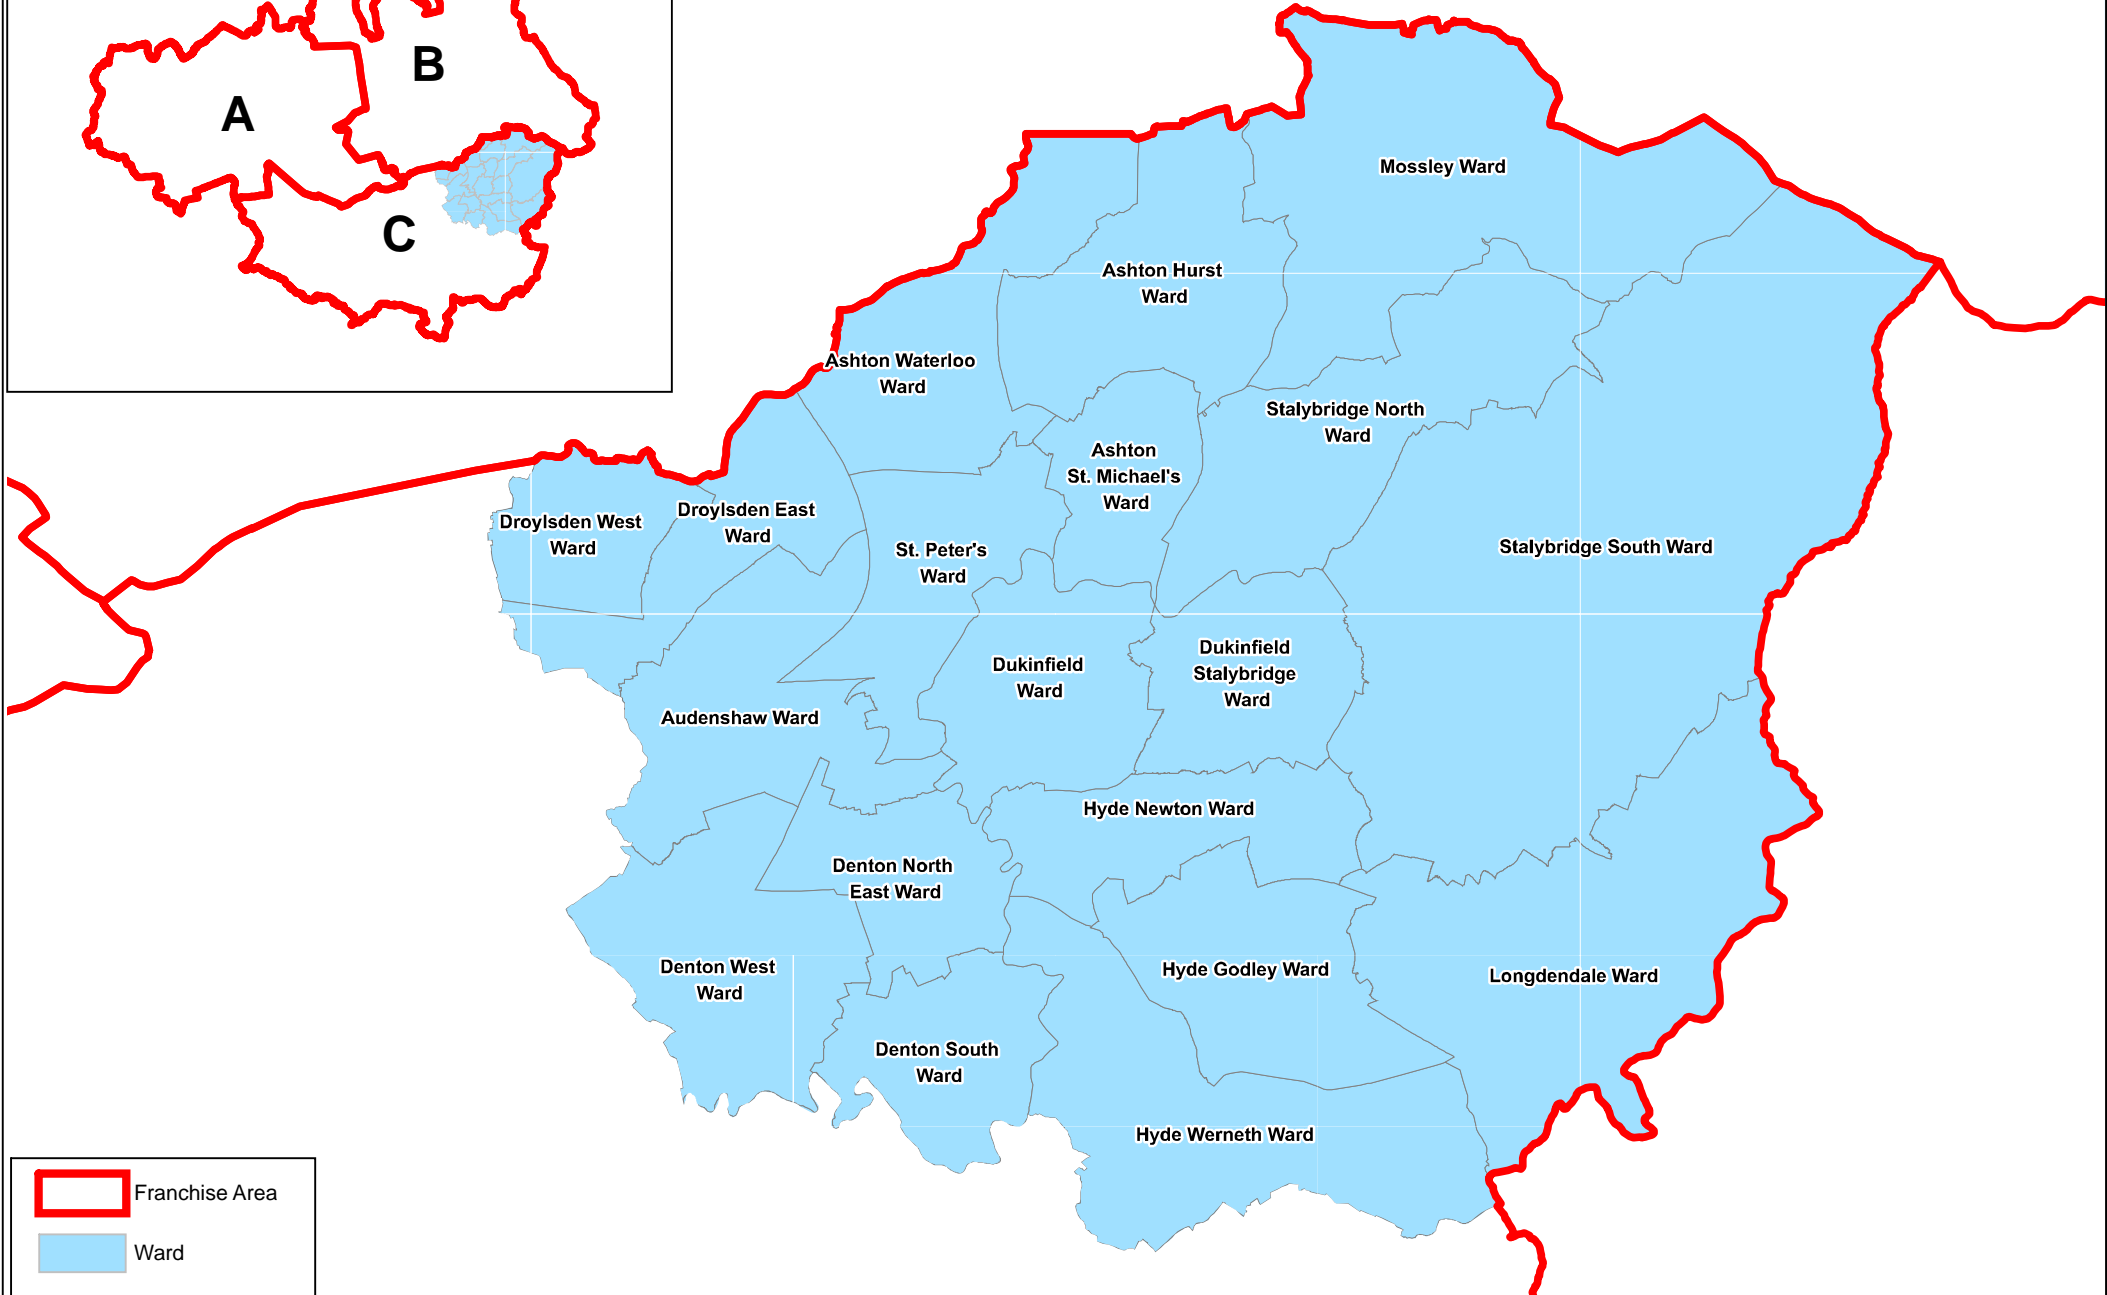 B
A
C
Mossley Ward
Ashton Hurst
Ward
Ashton Waterloo
Ward
Stalybridge North
Ward
Ashton
St. Michael's
Ward
Droylsden West
Ward
Droylsden East
Ward
St. Peter's
Ward
Stalybridge South Ward
Dukinfield
Ward
Dukinfield
Stalybridge
Ward
Audenshaw Ward
Hyde Newton Ward
Denton North
East Ward
Denton West
Ward
Hyde Godley Ward
Longdendale Ward
Denton South
Ward
Hyde Werneth Ward
Franchise Area
Ward